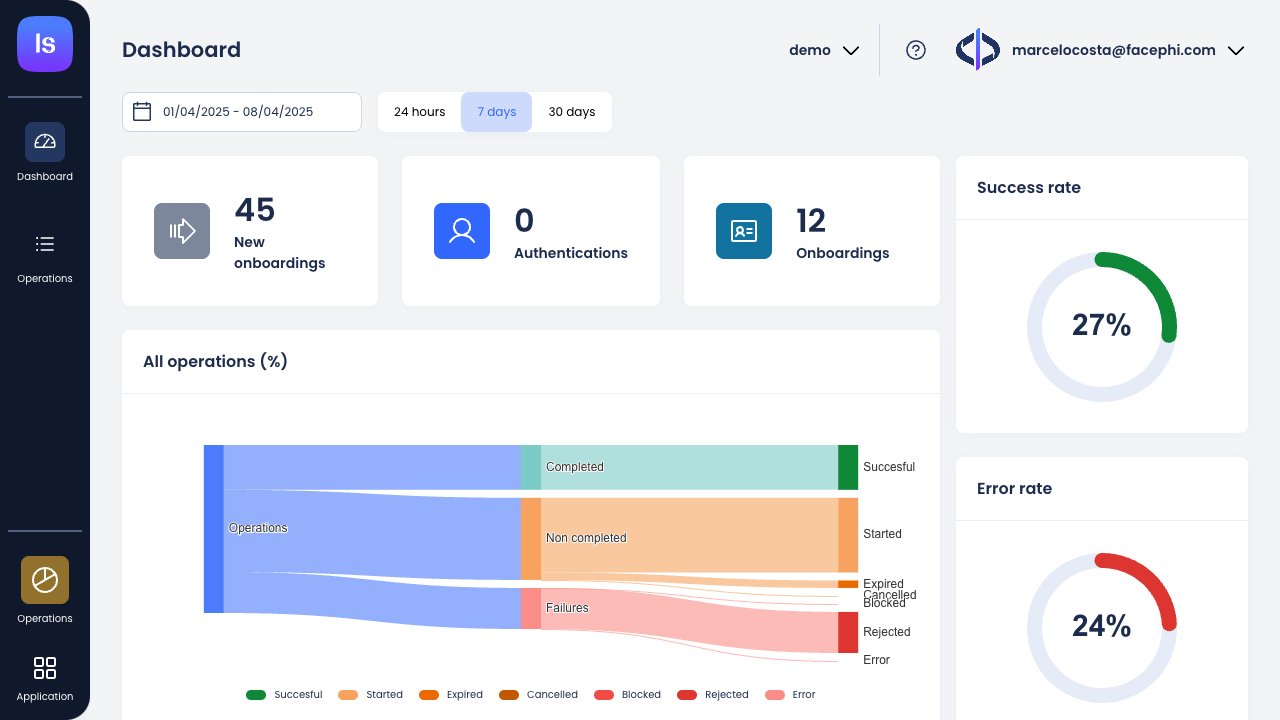 Is
Dashboard
Operations
Operations
Application
Dashboard
demo
marcelocosta@facephi.com
01/04/2025 - 08/04/2025
24 hours
7 days
30 days
45
New
onboardings
0
Authentications
12
Onboardings
Success rate
27%
All operations (%)
Completed
Succesful
Operations
Non completed
Started
Expired
Cancelled
Blocked
Failures
Rejected
Error
Succesful
Started
Expired
Cancelled
Blocked
Rejected
Error
Error rate
24%